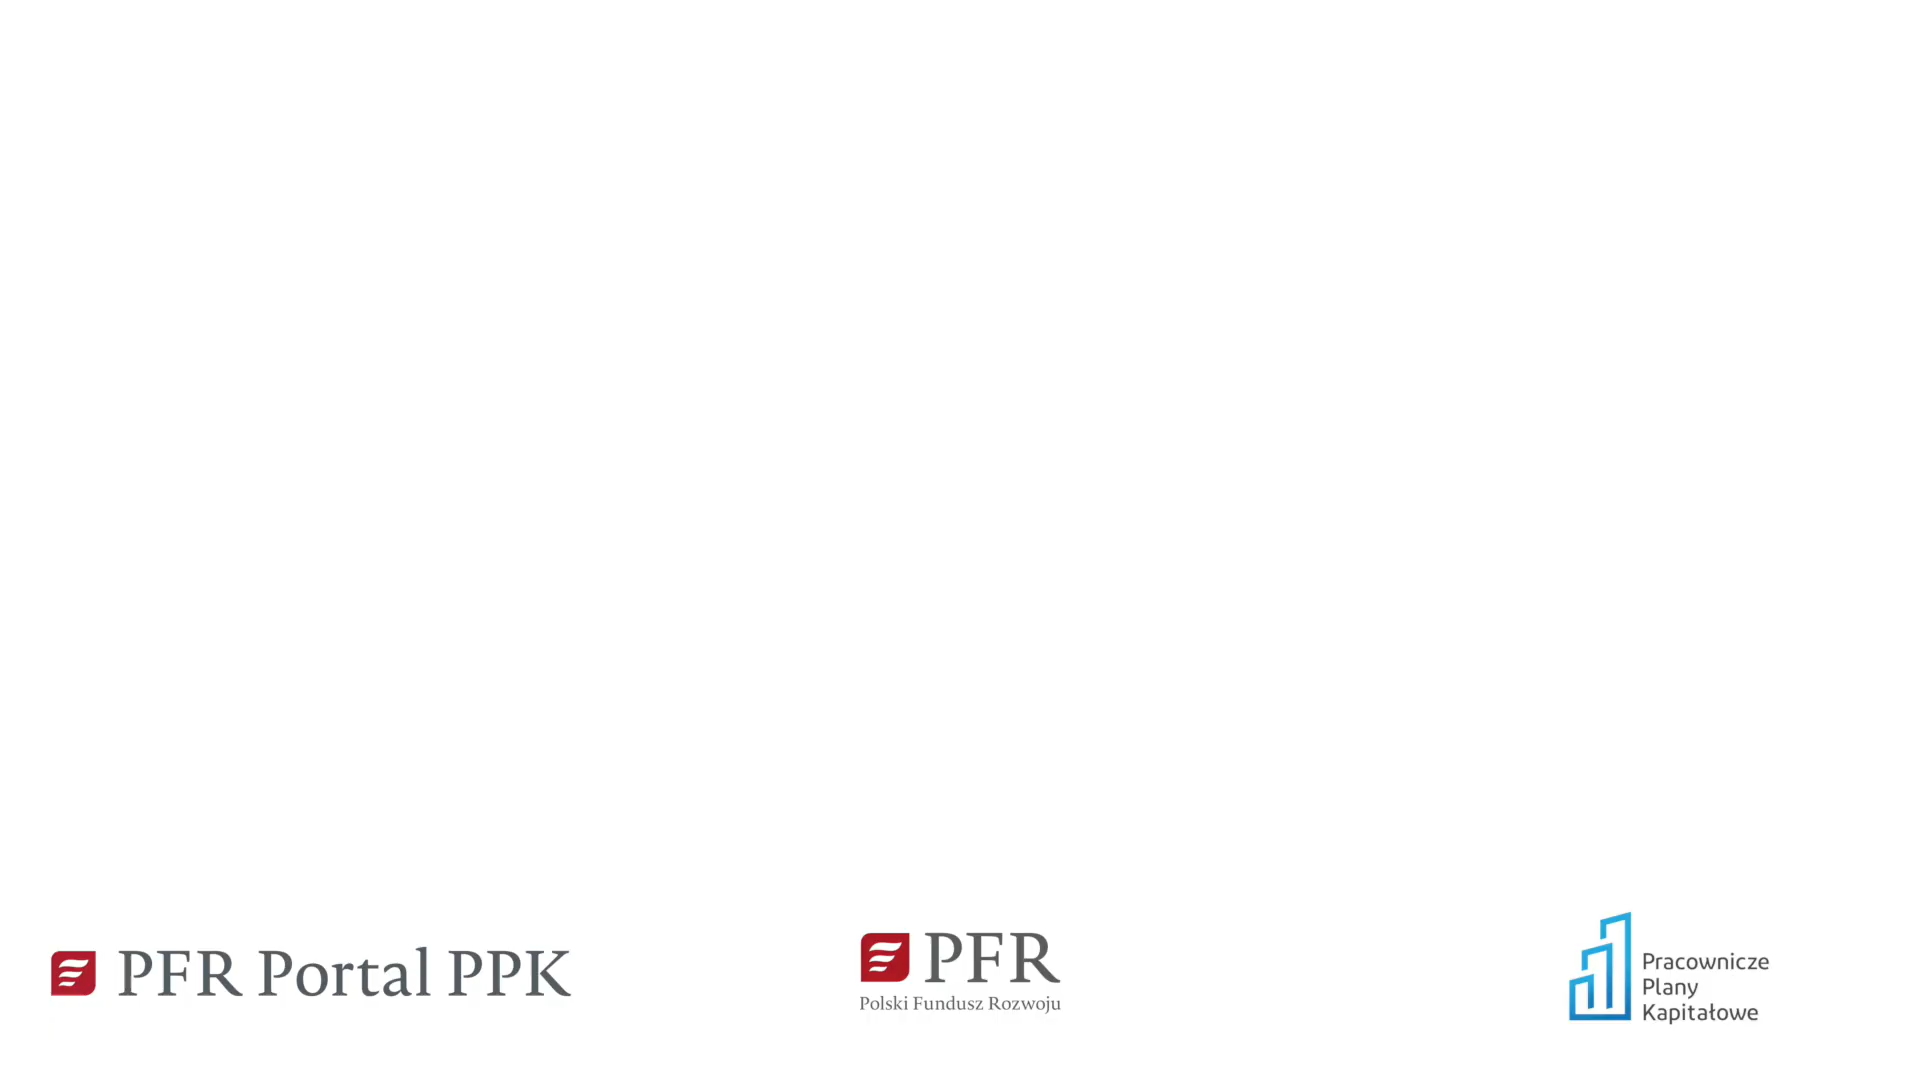 PFR Portal PPK
PFR
Polski Fundusz Rozwoju
Pracownicze
Plany
Kapitałowe